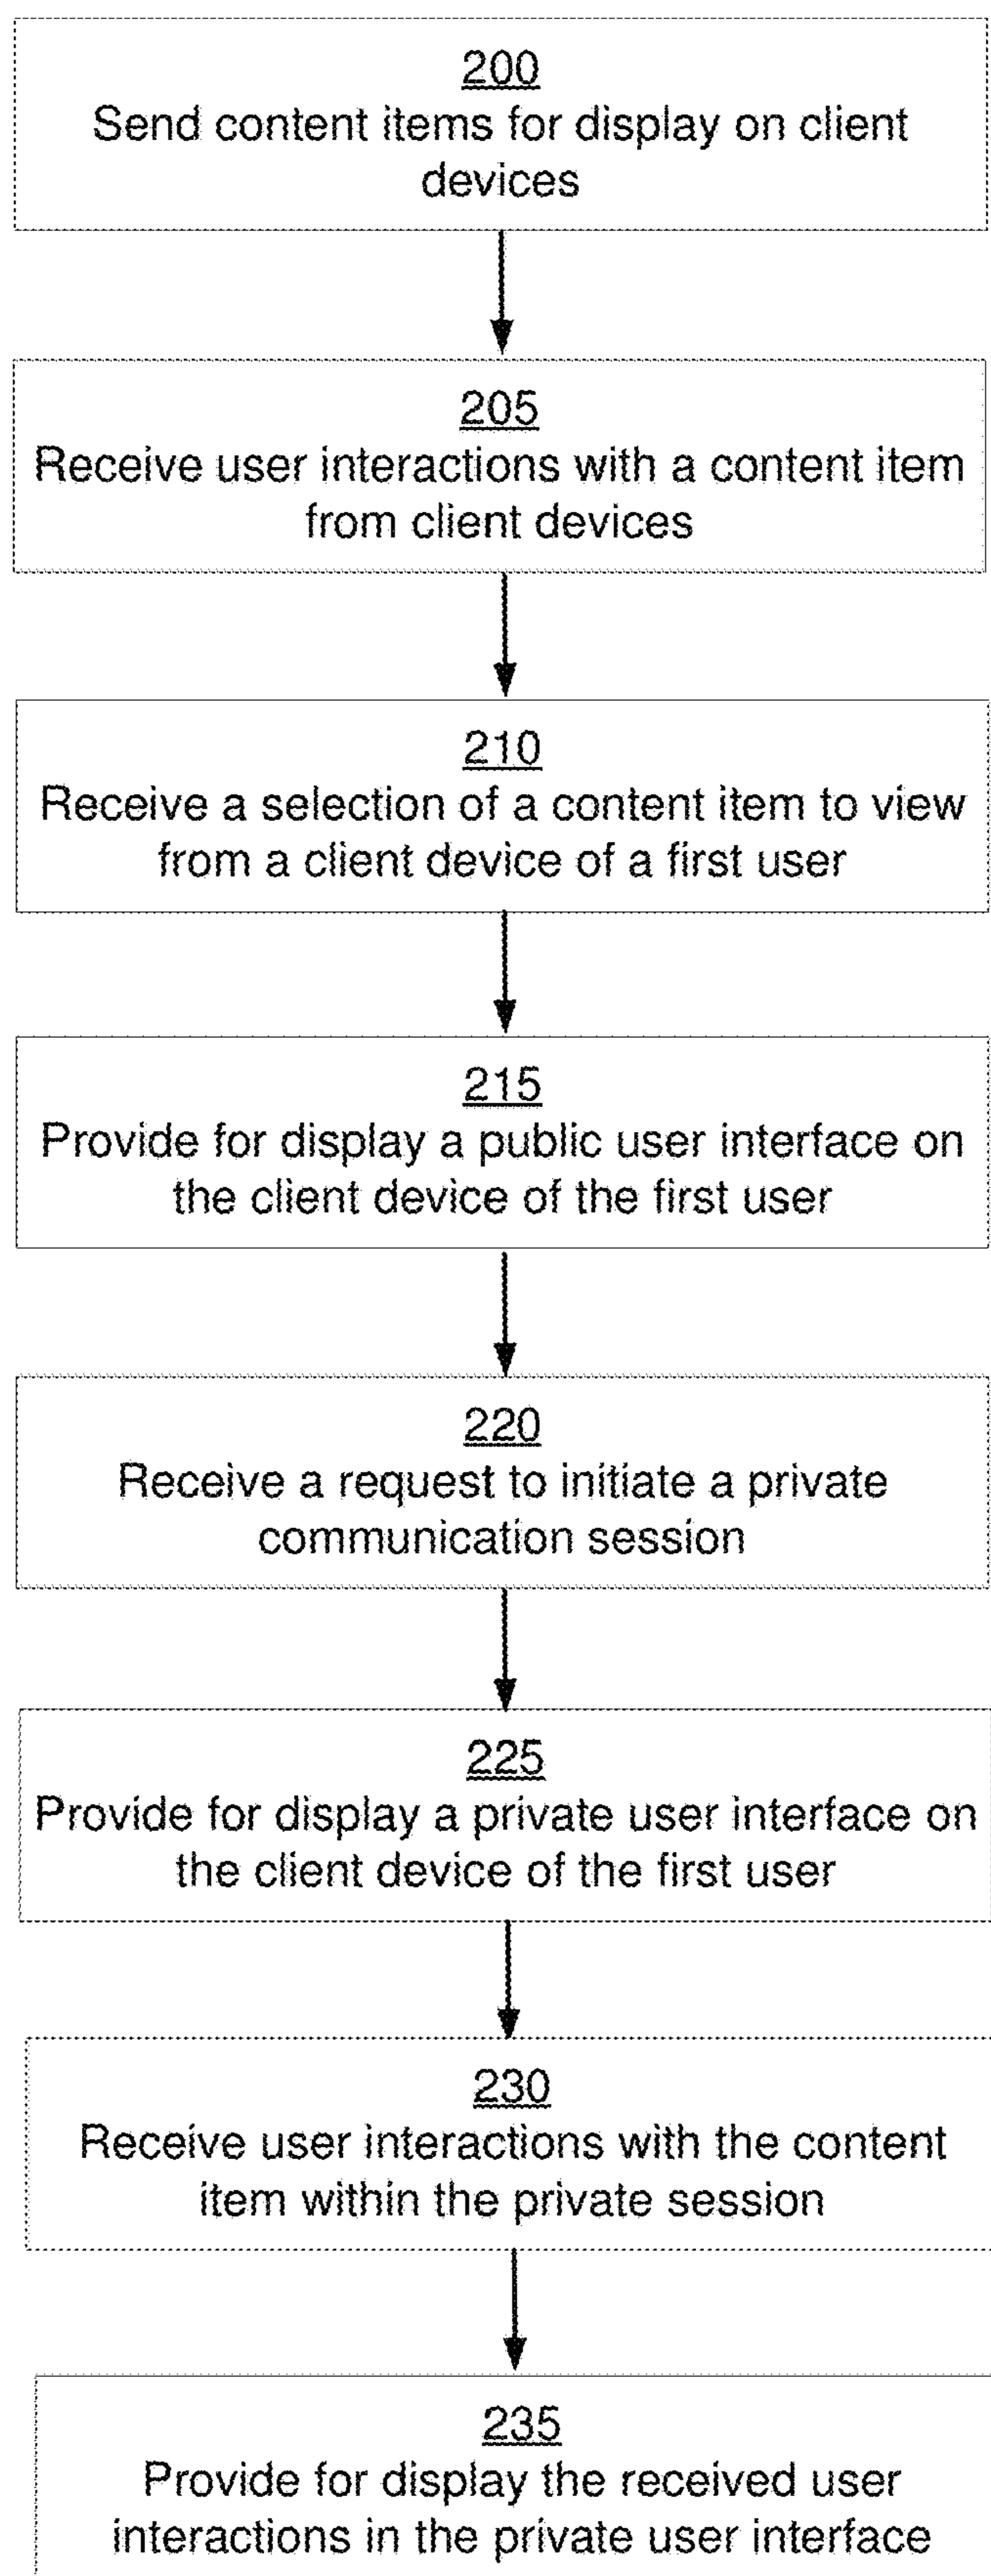 200
Send content items for display on client
devices
205
Receive user interactions with a content item
from client devices
210
Receive a selection of a content item to view
from a client device of a first user
215
Provide for display a public user interface on
the client device of the first user
220
Receive a request to initiate a private
communication session
225
Provide for display a private user interface on
the client device of the first user
230
Receive user interactions with the content
item within the private session
235
Provide for display the received user
interactions in the private user interface